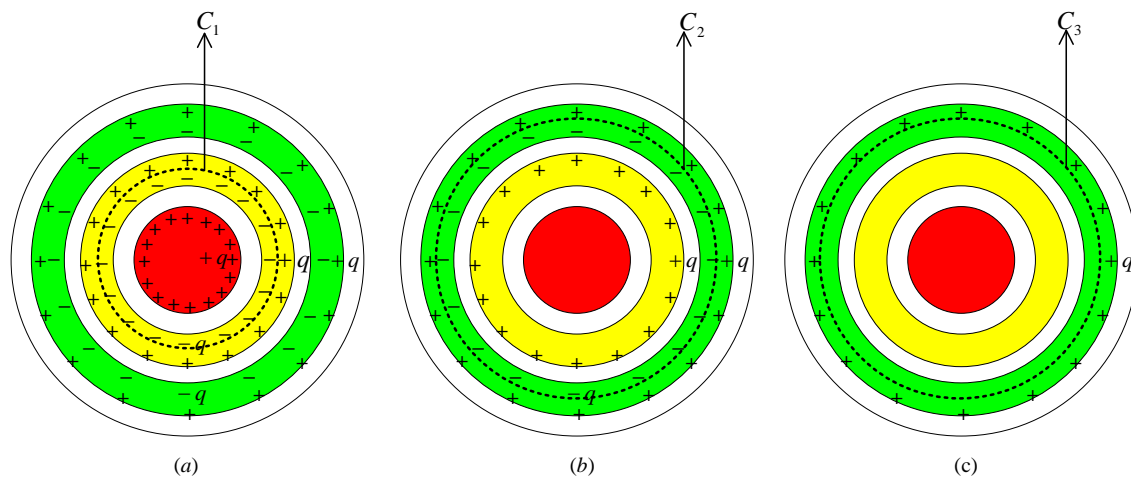 C₁ C₂ C₃
+q q q q q q
−q −q
−q
(a) (b) (c)